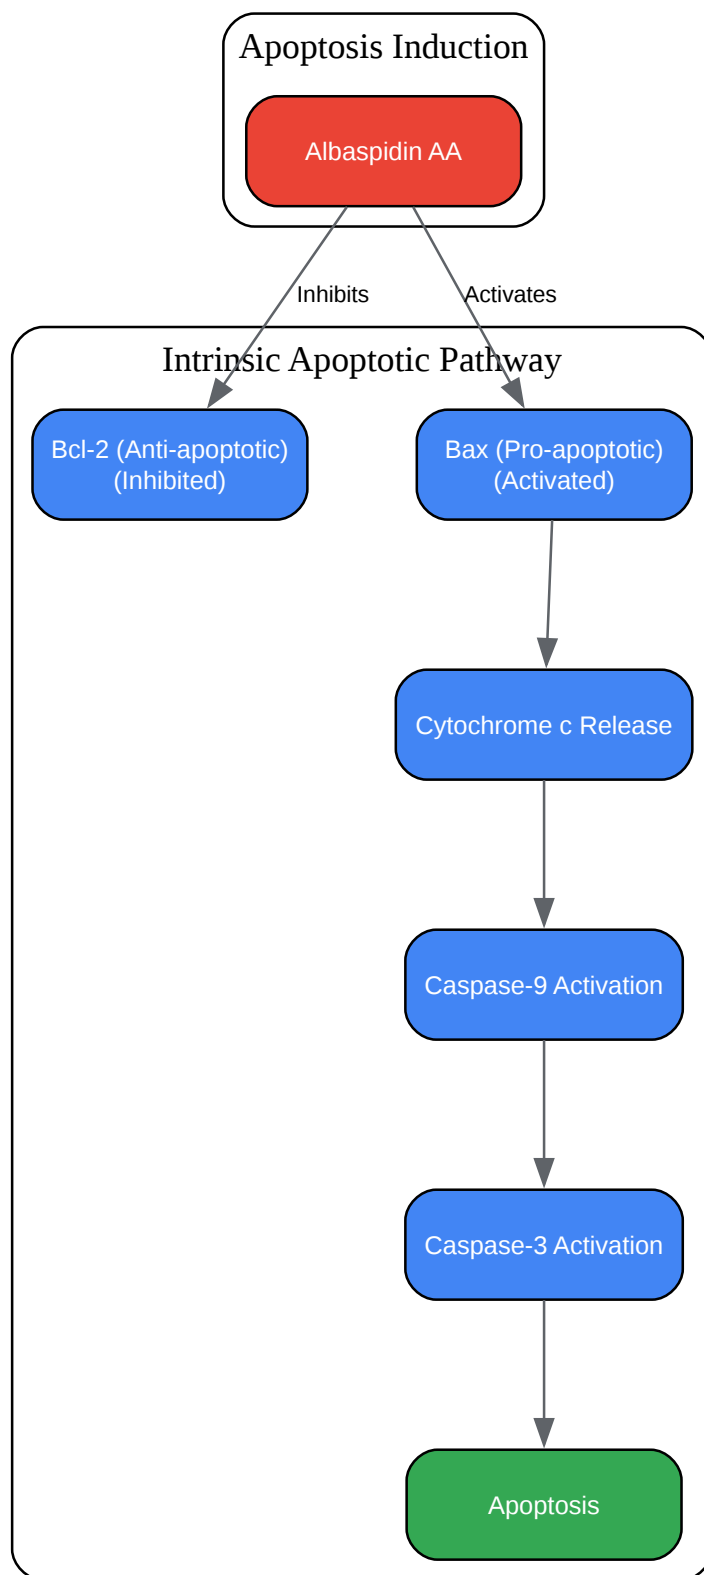 Apoptosis Induction
Albaspidin AA
Inhibits
Activates
Intrinsic Apoptotic Pathway
Bcl-2 (Anti-apoptotic)
(Inhibited)
Bax (Pro-apoptotic)
(Activated)
Cytochrome c Release
Caspase-9 Activation
Caspase-3 Activation
Apoptosis